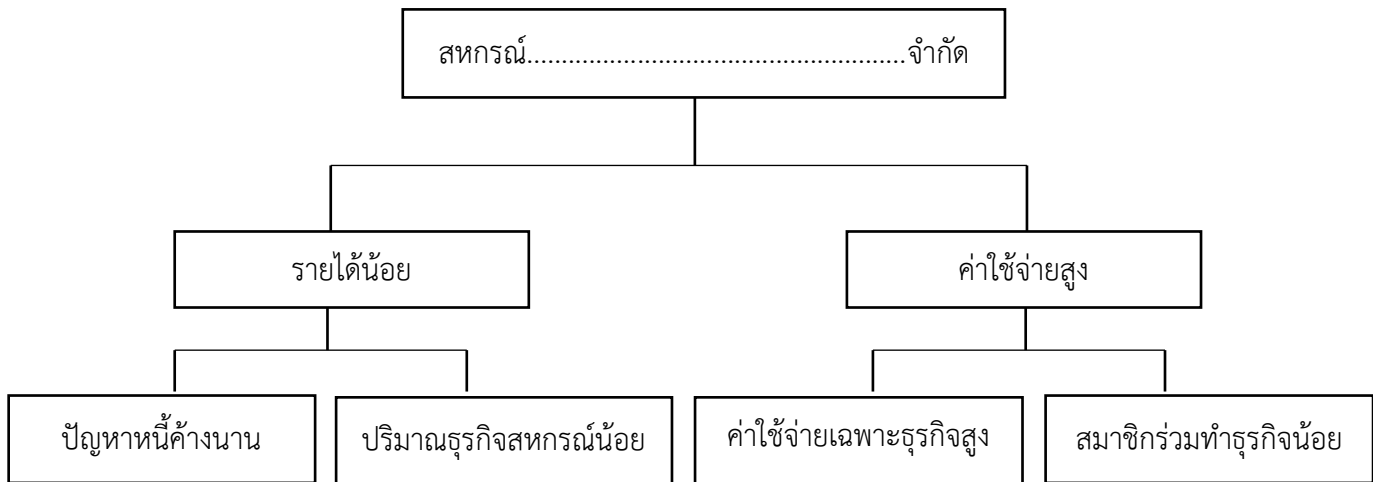 สหกรณ์......................................................จำกัด
รายได้น้อย
ค่าใช้จ่ายสูง
ปัญหาหนี้ค้างนาน
ปริมาณธุรกิจสหกรณ์น้อย
ค่าใช้จ่ายเฉพาะธุรกิจสูง
สมาชิกร่วมทำธุรกิจน้อย